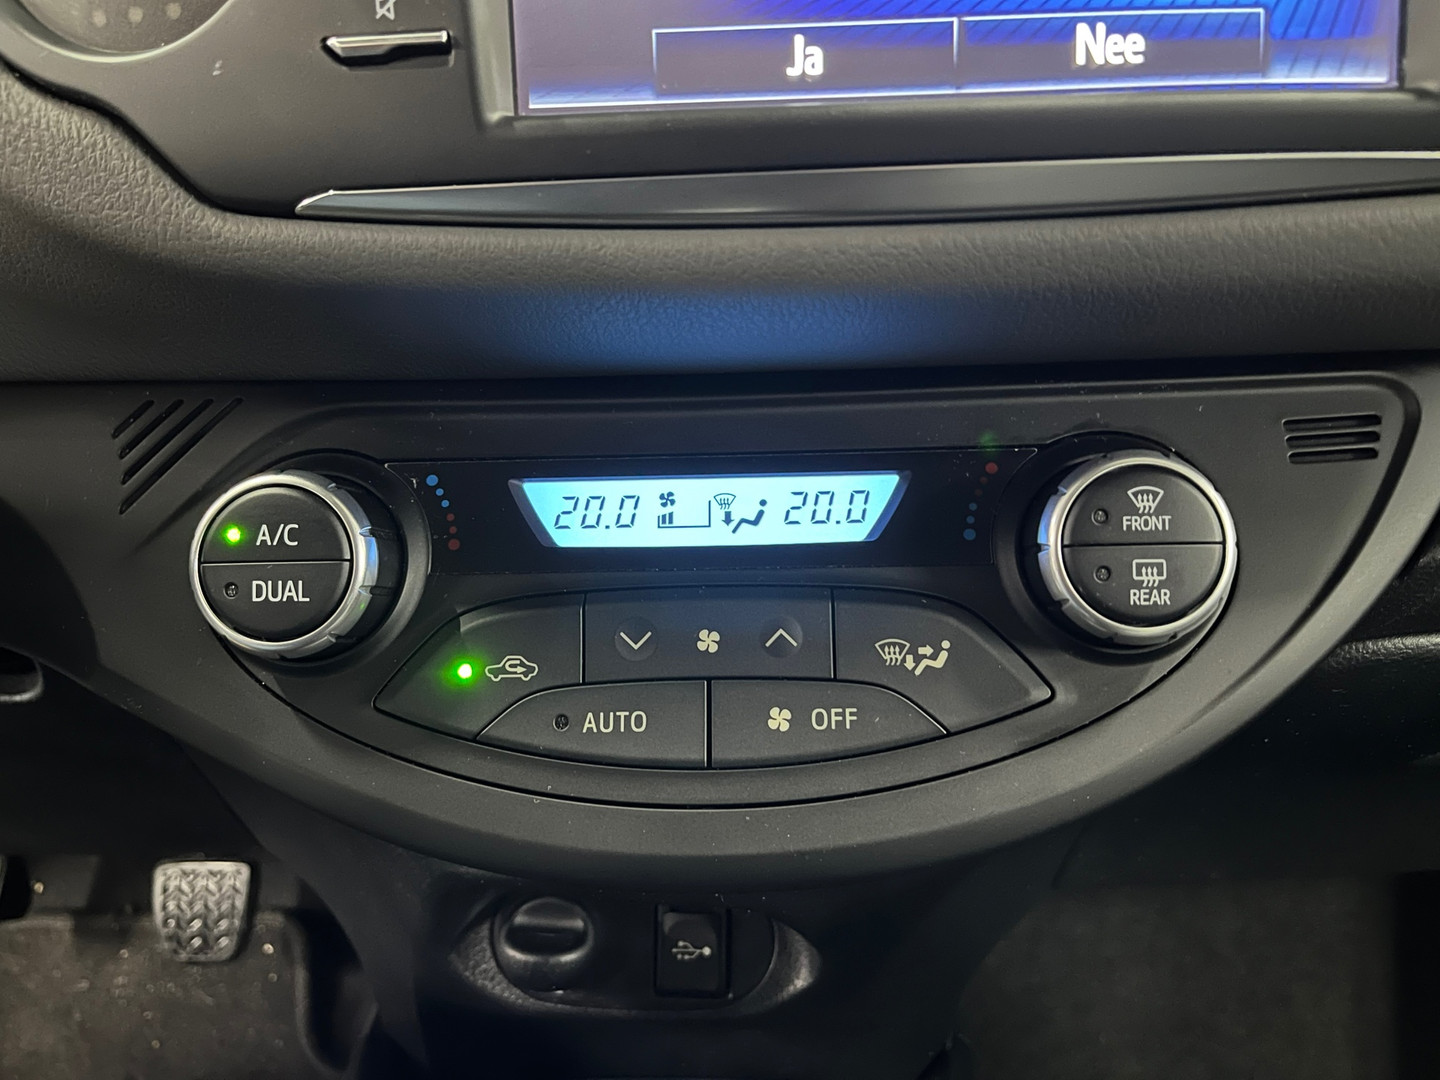 Ja
Nee
A/C
DUAL
20.0
20.0
FRONT
REAR
AUTO
OFF